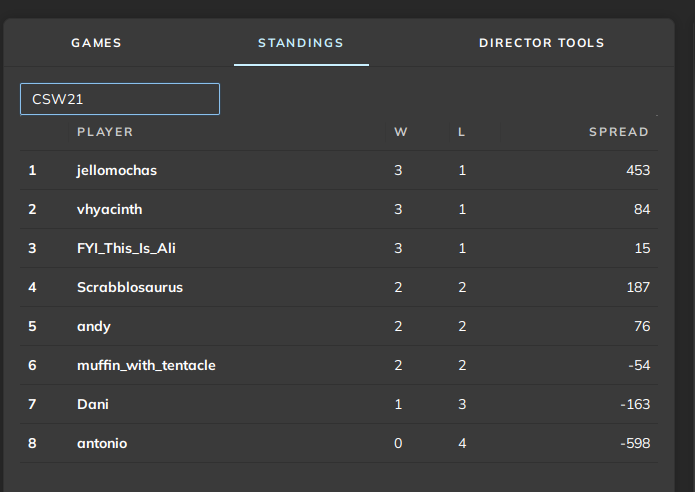 GAMES STANDINGS DIRECTOR TOOLS
CSW21
PLAYER W L SPREAD
1 jellomochas 3 1 453
2 vhyacinth 3 1 84
3 FYI_This_Is_Ali 3 1 15
4 Scrabblosaurus 2 2 187
5 andy 2 2 76
6 muffin_with_tentacle 2 2 -54
7 Dani 1 3 -163
8 antonio 0 4 -598